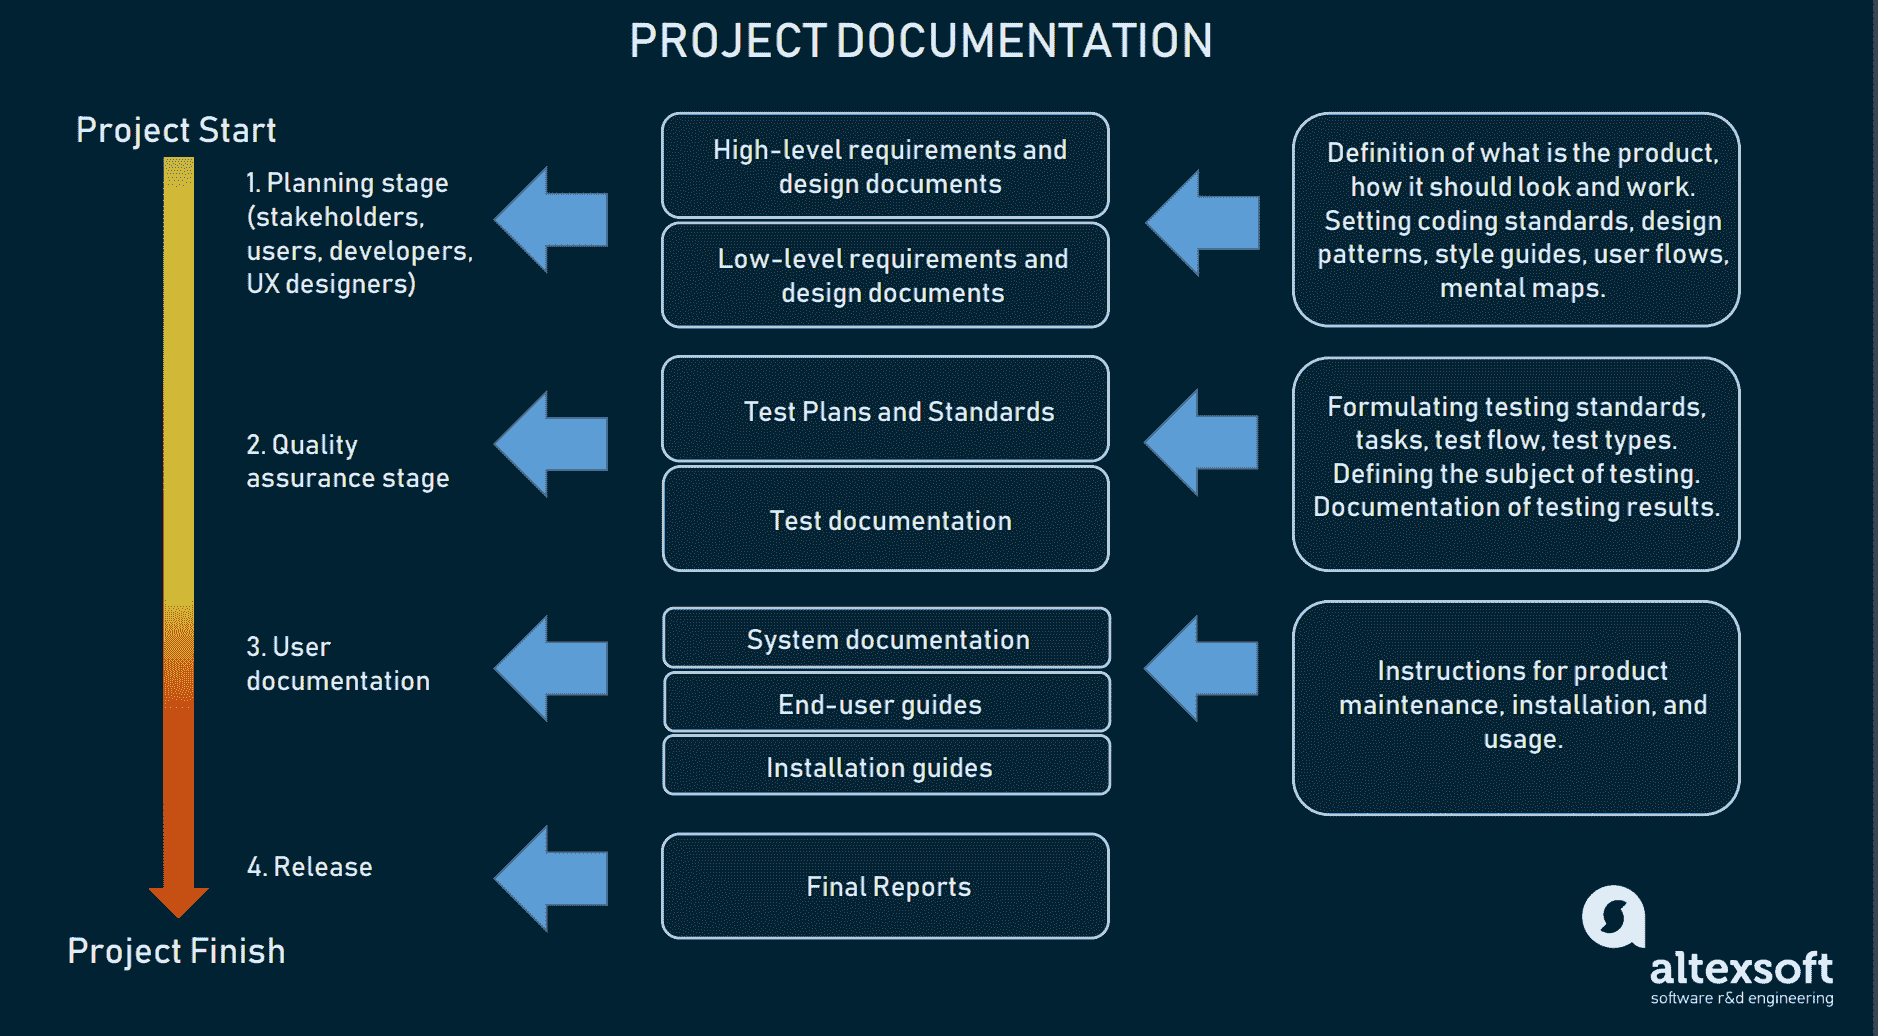 PROJECT DOCUMENTATION
Project Start
1. Planning stage
(stakeholders,
users, developers,
UX designers)
High-level requirements and
design documents
Low-level requirements and
design documents
Definition of what is the product,
how it should look and work.
Setting coding standards, design
patterns, style guides, user flows,
mental maps.
2. Quality
assurance stage
Test Plans and Standards
Test documentation
Formulating testing standards,
tasks, test flow, test types.
Defining the subject of testing.
Documentation of testing results.
3. User
documentation
System documentation
End-user guides
Installation guides
Instructions for product
maintenance, installation, and
usage.
4. Release
Final Reports
Project Finish
altexsoft
software r&d engineering